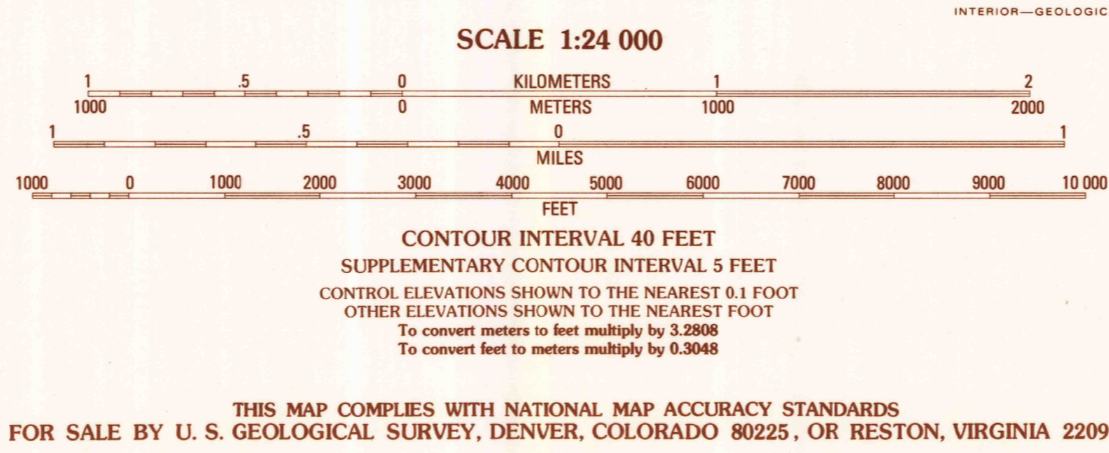 INTERIOR—GEOLOGIC
SCALE 1:24 000
1 .5 0 KILOMETERS 1 2
1000 0 METERS 1000 2000
1 .5 0 1
MILES
1000 0 1000 2000 3000 4000 5000 6000 7000 8000 9000 10 000
FEET
CONTOUR INTERVAL 40 FEET
SUPPLEMENTARY CONTOUR INTERVAL 5 FEET
CONTROL ELEVATIONS SHOWN TO THE NEAREST 0.1 FOOT
OTHER ELEVATIONS SHOWN TO THE NEAREST FOOT
To convert meters to feet multiply by 3.2808
To convert feet to meters multiply by 0.3048
THIS MAP COMPLIES WITH NATIONAL MAP ACCURACY STANDARDS
FOR SALE BY U. S. GEOLOGICAL SURVEY, DENVER, COLORADO 80225, OR RESTON, VIRGINIA 2209